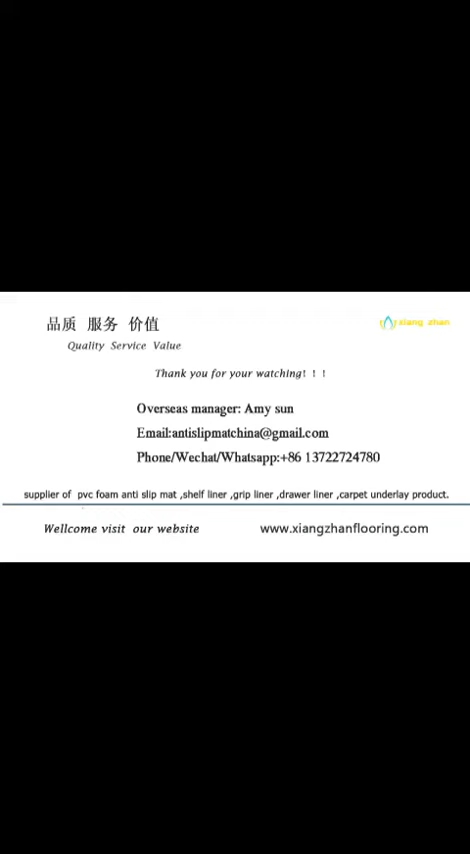 品质 服务 价值
xiang zhan
Quality Service Value
Thank you for your watching！！！
Overseas manager: Amy sun
Email:antislipmatchina@gmail.com
Phone/Wechat/Whatsapp:+86 13722724780
supplier of pvc foam anti slip mat ,shelf liner ,grip liner ,drawer liner ,carpet underlay product.
Wellcome visit our website
www.xiangzhanflooring.com